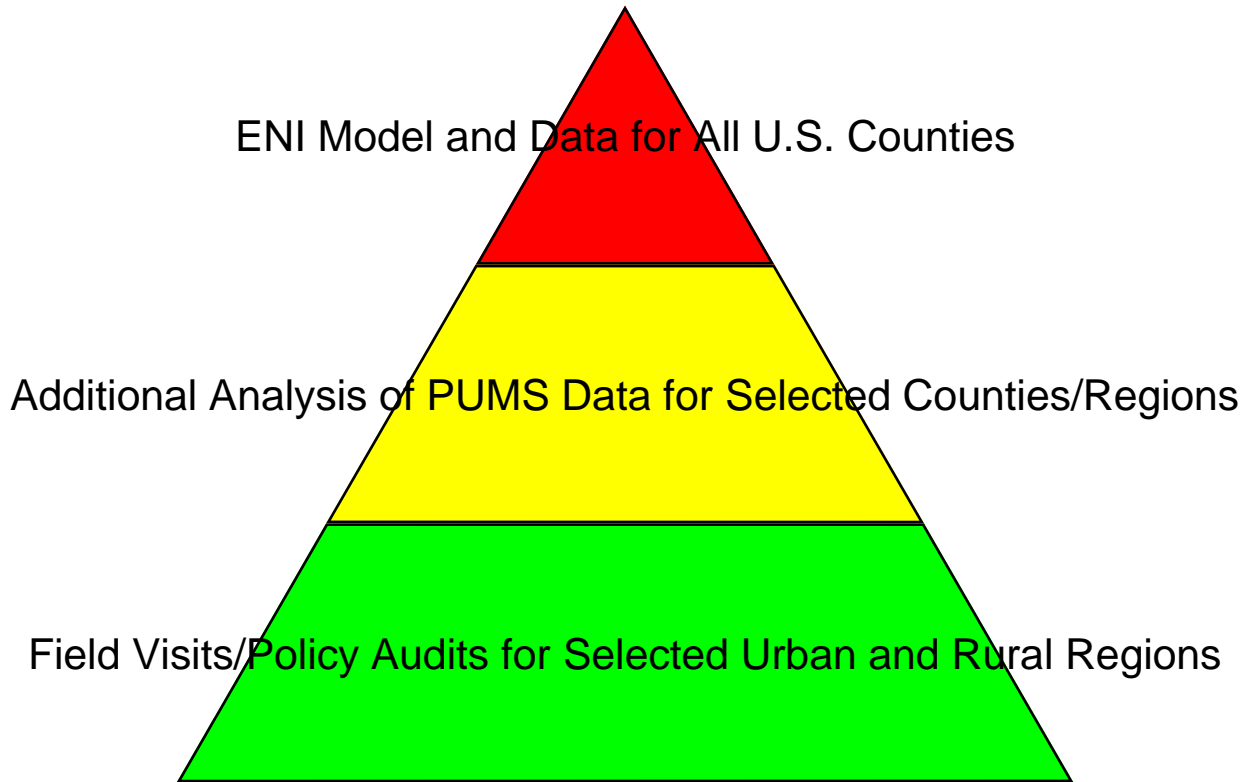 ENI Model and Data for All U.S. Counties
Additional Analysis of PUMS Data for Selected Counties/Regions
Field Visits/Policy Audits for Selected Urban and Rural Regions